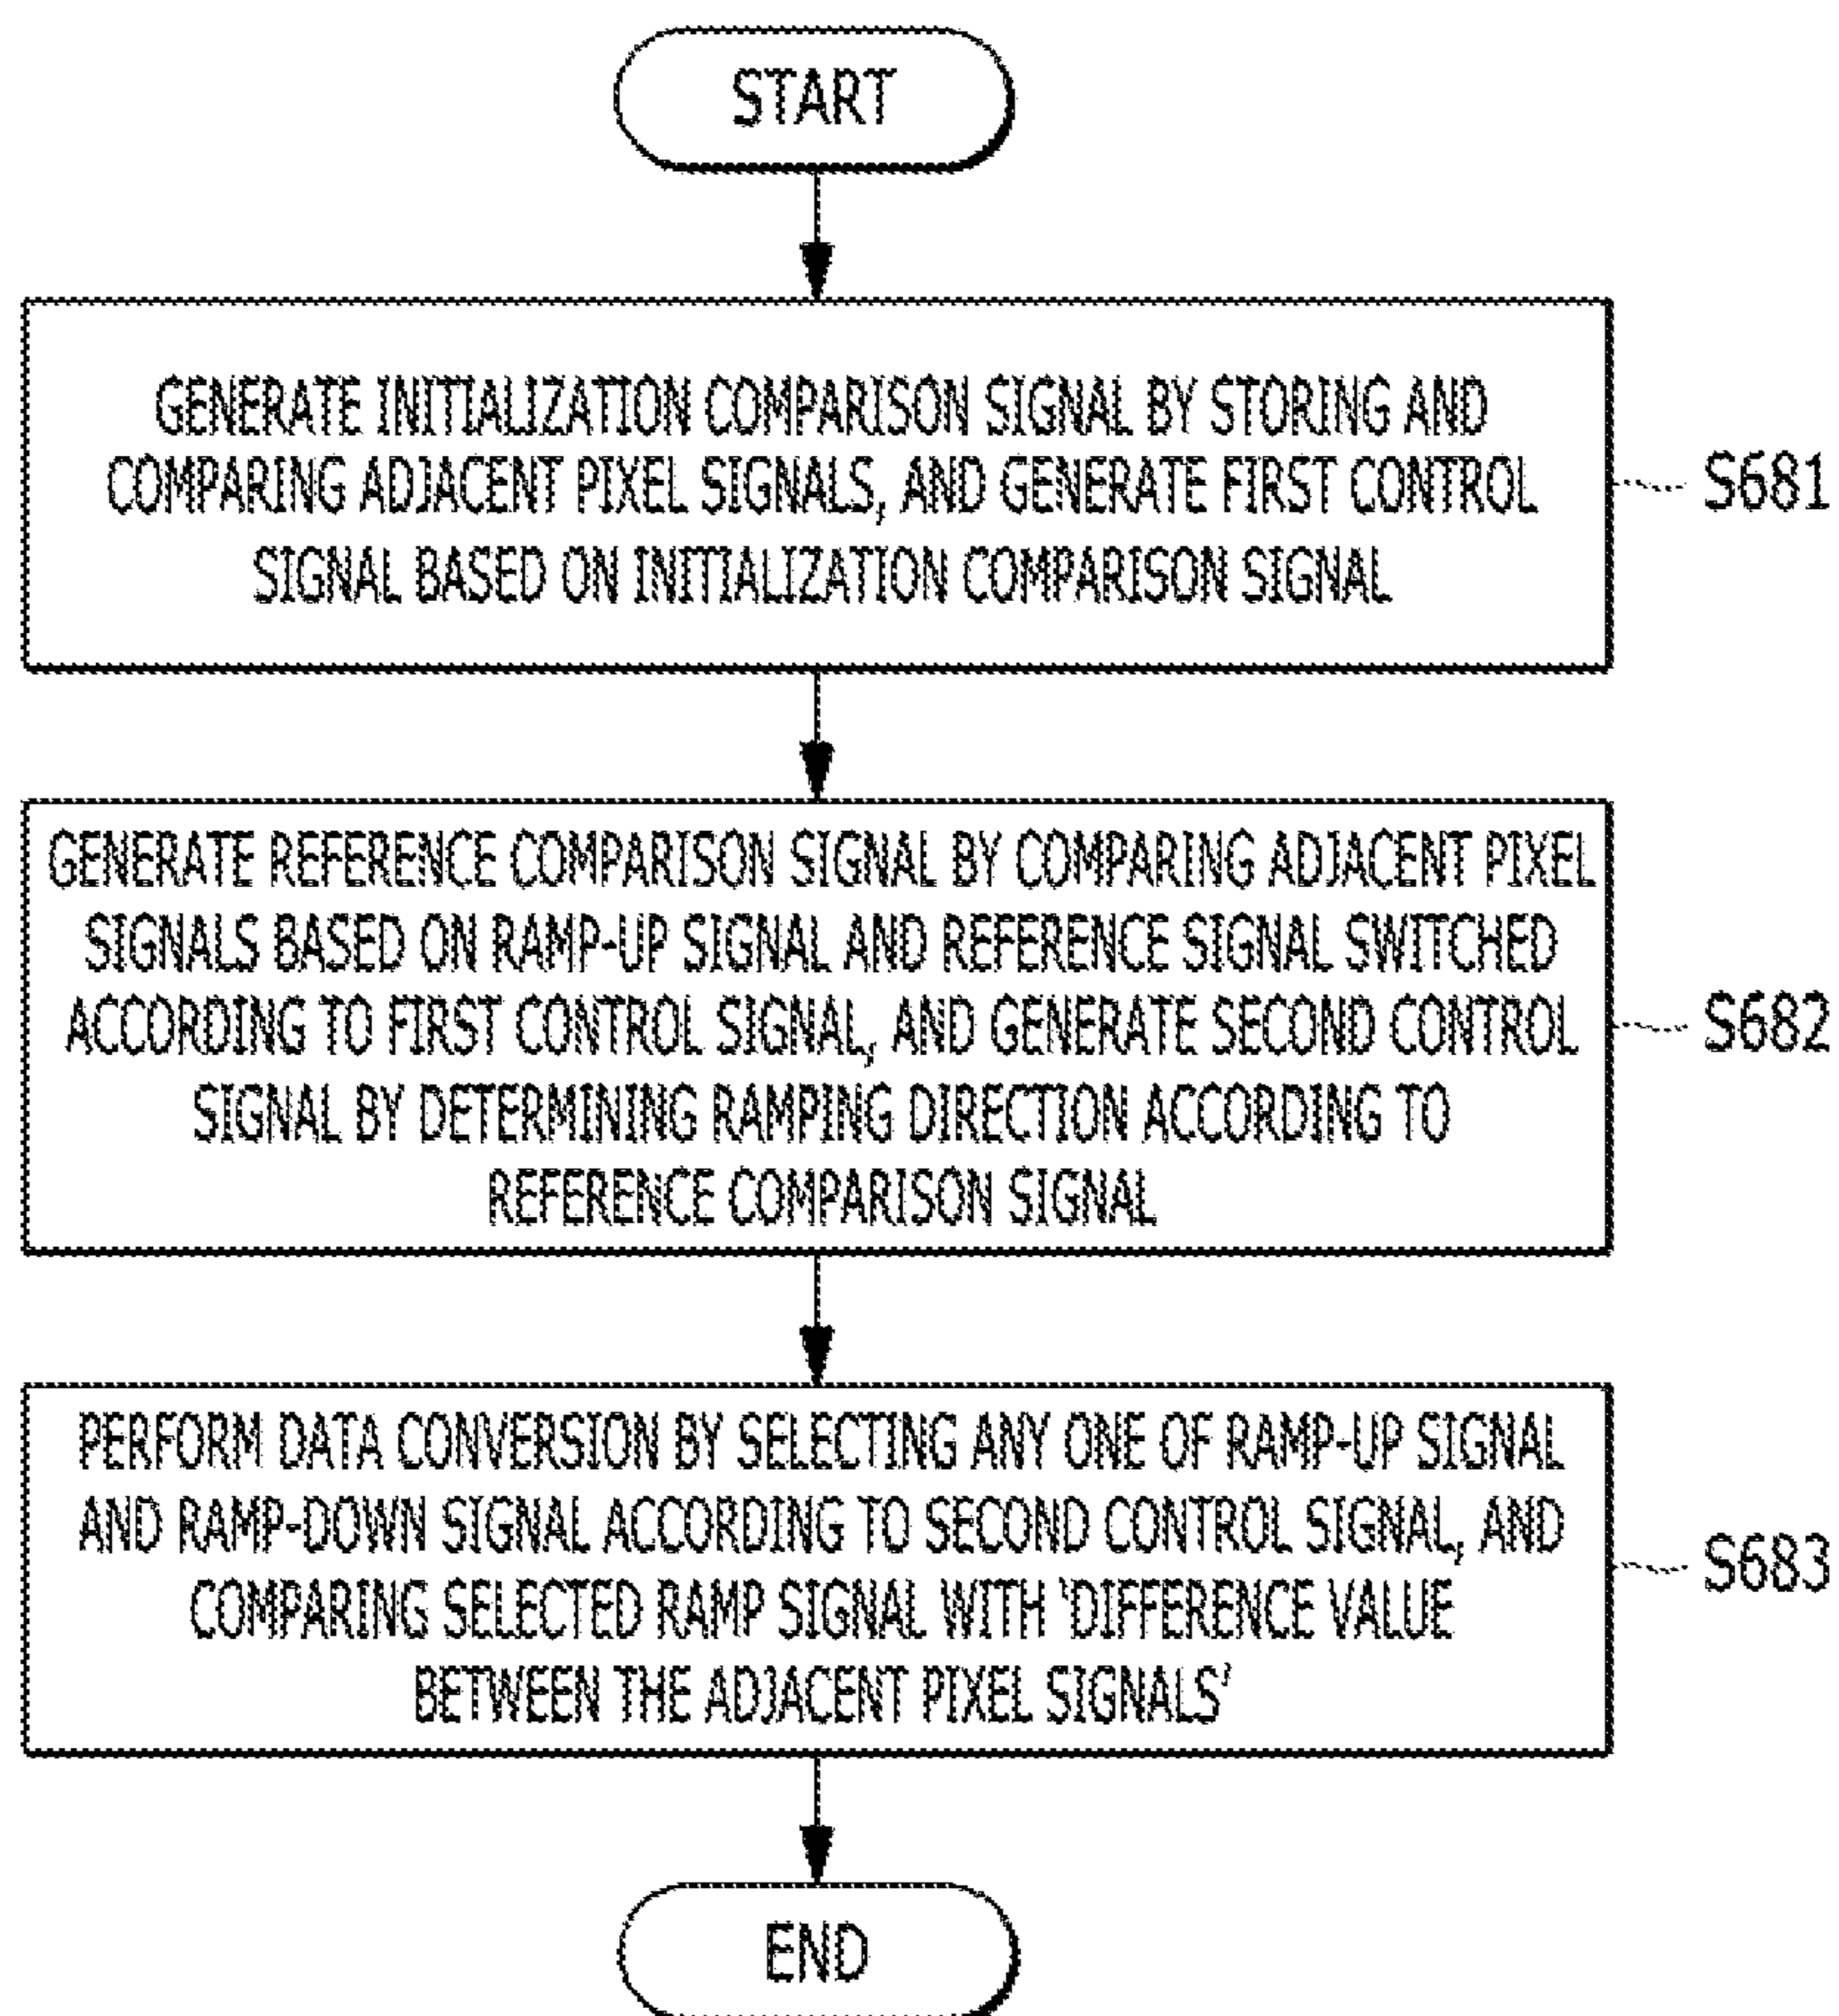 START
GENERATE INITIALIZATION COMPARISON SIGNAL BY STORING AND
COMPARING ADJACENT PIXEL SIGNALS, AND GENERATE FIRST CONTROL
SIGNAL BASED ON INITIALIZATION COMPARISON SIGNAL
S681
GENERATE REFERENCE COMPARISON SIGNAL BY COMPARING ADJACENT PIXEL
SIGNALS BASED ON RAMP-UP SIGNAL AND REFERENCE SIGNAL SWITCHED
ACCORDING TO FIRST CONTROL SIGNAL, AND GENERATE SECOND CONTROL
SIGNAL BY DETERMINING RAMPING DIRECTION ACCORDING TO
REFERENCE COMPARISON SIGNAL
S682
PERFORM DATA CONVERSION BY SELECTING ANY ONE OF RAMP-UP SIGNAL
AND RAMP-DOWN SIGNAL ACCORDING TO SECOND CONTROL SIGNAL, AND
COMPARING SELECTED RAMP SIGNAL WITH 'DIFFERENCE VALUE
BETWEEN THE ADJACENT PIXEL SIGNALS'
S683
END